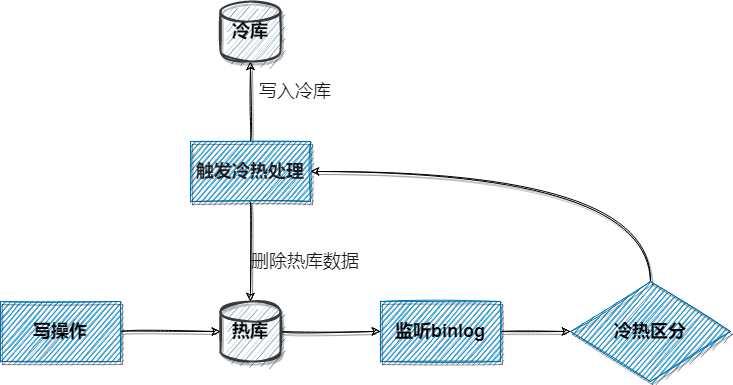 冷库
写入冷库
触发冷热处理
删除热库数据
写操作
热库
监听binlog
冷热区分